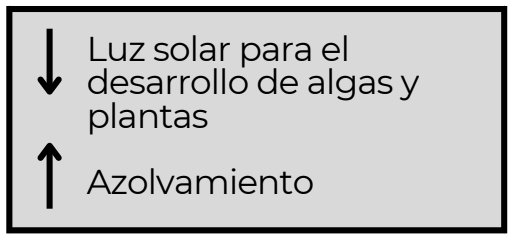 Luz solar para el
desarrollo de algas y
plantas
Azolvamiento